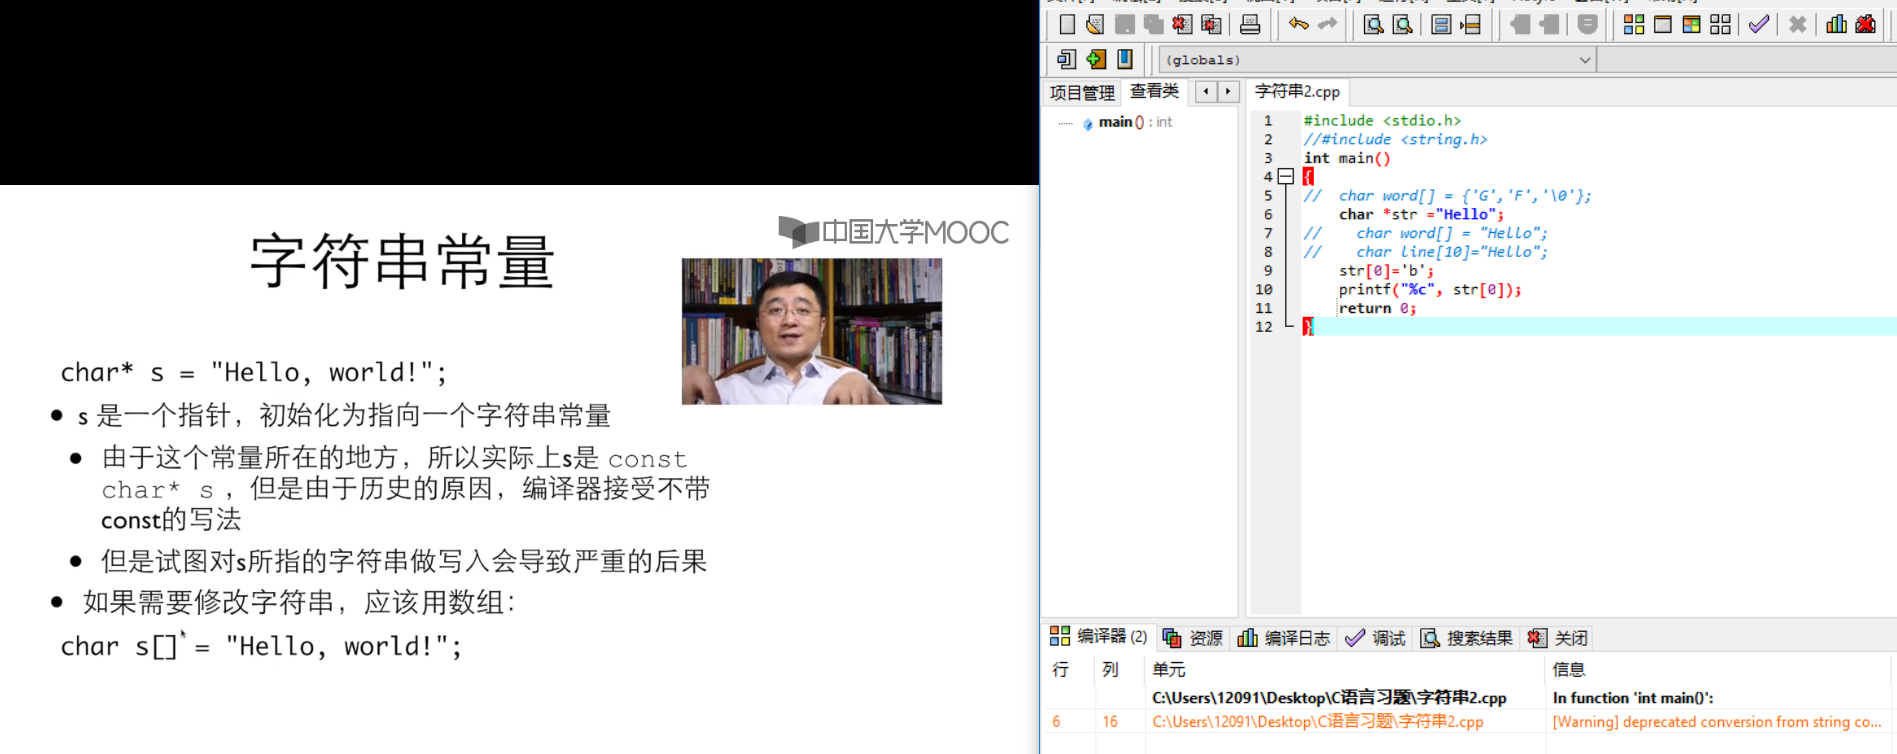 字符串常量
中国大学MOOC
char* s = "Hello, world!";
• s 是一个指针，初始化为指向一个字符串常量
• 由于这个常量所在的地方，所以实际上s是 const
char* s ，但是由于历史的原因，编译器接受不带
const的写法
• 但是试图对s所指的字符串做写入会导致严重的后果
• 如果需要修改字符串，应该用数组：
char s[] = "Hello, world!";
(globals)
项目管理 查看类
字符串2.cpp
main () : int
1 #include <stdio.h>
2 //#include <string.h>
3 int main()
4 {
5 //  char word[] = {'G','F','\0'};
6 char *str ="Hello";
7 //    char word[] = "Hello";
8 //    char line[10]="Hello";
9 str[0]='b';
10 printf("%c", str[0]);
11 return 0;
12 }
编译器 (2) 资源 编译日志 调试 搜索结果 关闭
行 列 单元 信息
C:\Users\12091\Desktop\C语言习题\字符串2.cpp In function 'int main()':
6 16 C:\Users\12091\Desktop\C语言习题\字符串2.cpp [Warning] deprecated conversion from string co...